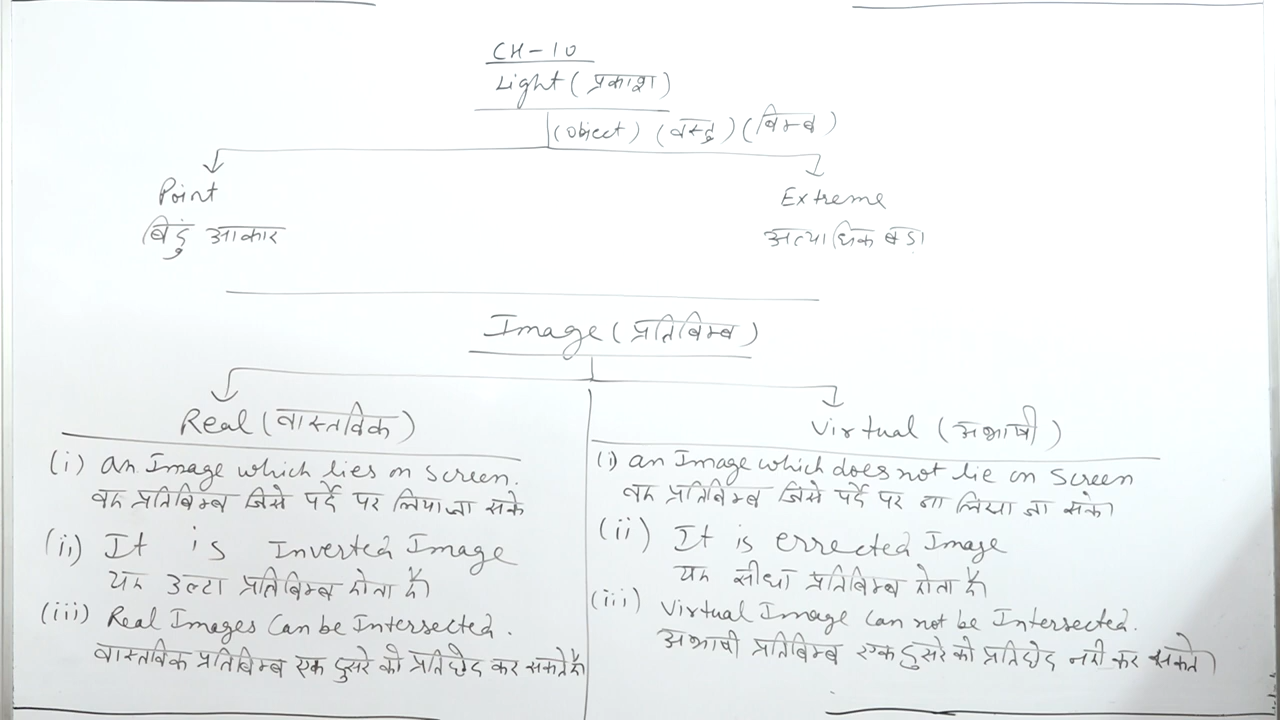 CH-10
Light (प्रकाश)
(object) (वस्तु) (बिम्ब)
Point
बिंदु आकार
Extreme
अत्याधिक बडा
Image (प्रतिबिम्ब)
Real (वास्तविक)
(i) an Image which lies on screen.
वह प्रतिबिम्ब जिसे पर्दे पर लिया जा सके
(ii) It is Inverted Image
यह उल्टा प्रतिबिम्ब होता है
(iii) Real Images Can be Intersected.
वास्तविक प्रतिबिम्ब एक दुसरे को प्रतिछेद कर सकते है
Virtual (अभाषी)
(i) an Image which does not lie on Screen
वह प्रतिबिम्ब जिसे पर्दे पर ना लिया जा सके।
(ii) It is errected Image
यह सीधा प्रतिबिम्ब होता है
(iii) Virtual Image Can not be Intersected.
अभाषी प्रतिबिम्ब एक दुसरे को प्रतिछेद नही कर सकते।